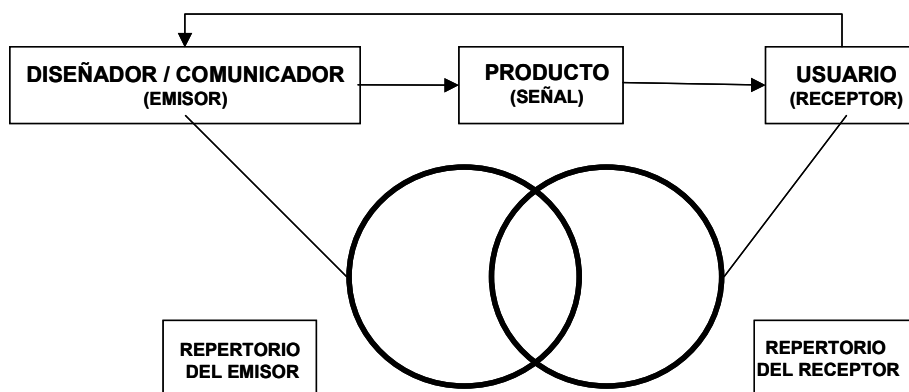 DISEÑADOR / COMUNICADOR
(EMISOR)
PRODUCTO
(SEÑAL)
USUARIO
(RECEPTOR)
REPERTORIO
DEL EMISOR
REPERTORIO
DEL RECEPTOR